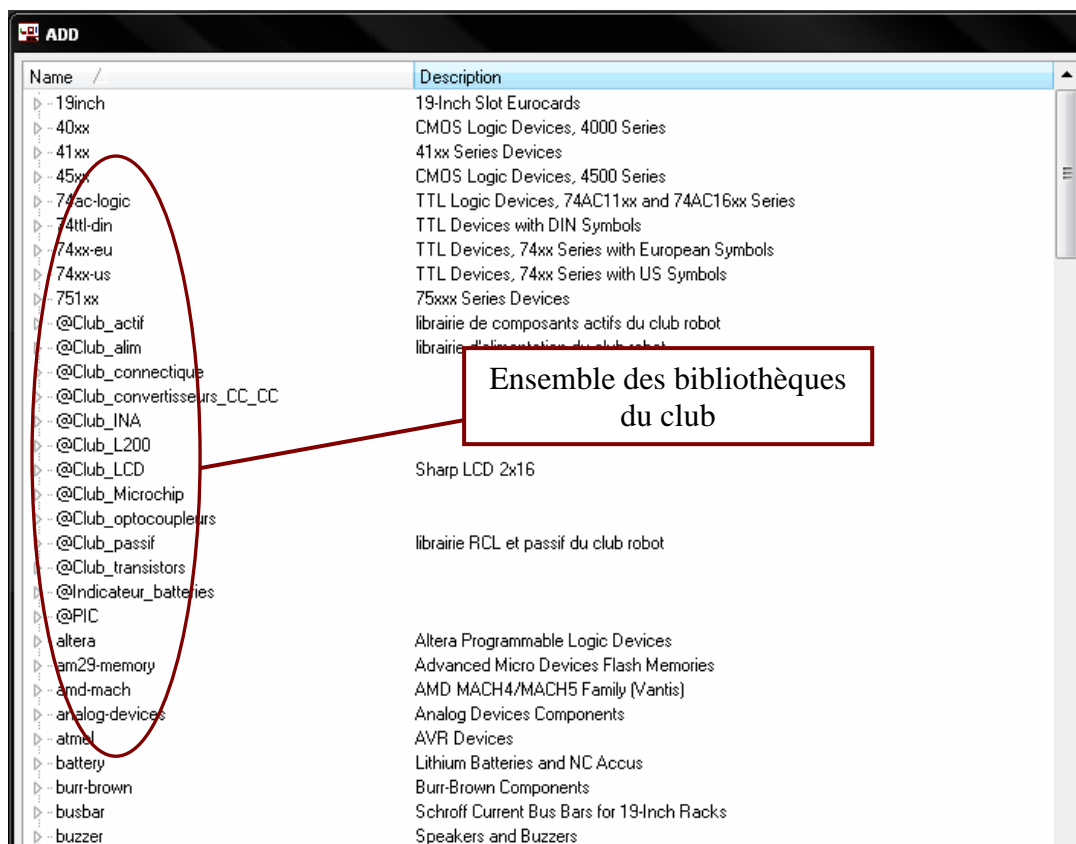 ADD
Name Description
19inch 19-Inch Slot Eurocards
40xx CMOS Logic Devices, 4000 Series
41xx 41xx Series Devices
45xx CMOS Logic Devices, 4500 Series
74ac-logic TTL Logic Devices, 74AC11xx and 74AC16xx Series
74ttl-din TTL Devices with DIN Symbols
74xx-eu TTL Devices, 74xx Series with European Symbols
74xx-us TTL Devices, 74xx Series with US Symbols
751xx 75xxx Series Devices
@Club_actif librairie de composants actifs du club robot
@Club_alim librairie d'alimentation du club robot
@Club_connectique
@Club_convertisseurs_CC_CC
@Club_INA
@Club_L200
@Club_LCD Sharp LCD 2x16
@Club_Microchip
@Club_optocoupleurs
@Club_passif librairie RCL et passif du club robot
@Club_transistors
@Indicateur_batteries
@PIC
altera Altera Programmable Logic Devices
am29-memory Advanced Micro Devices Flash Memories
amd-mach AMD MACH4/MACH5 Family (Vantis)
analog-devices Analog Devices Components
atmel AVR Devices
battery Lithium Batteries and NC Accus
burr-brown Burr-Brown Components
busbar Schroff Current Bus Bars for 19-Inch Racks
buzzer Speakers and Buzzers
Ensemble des bibliothèques
du club